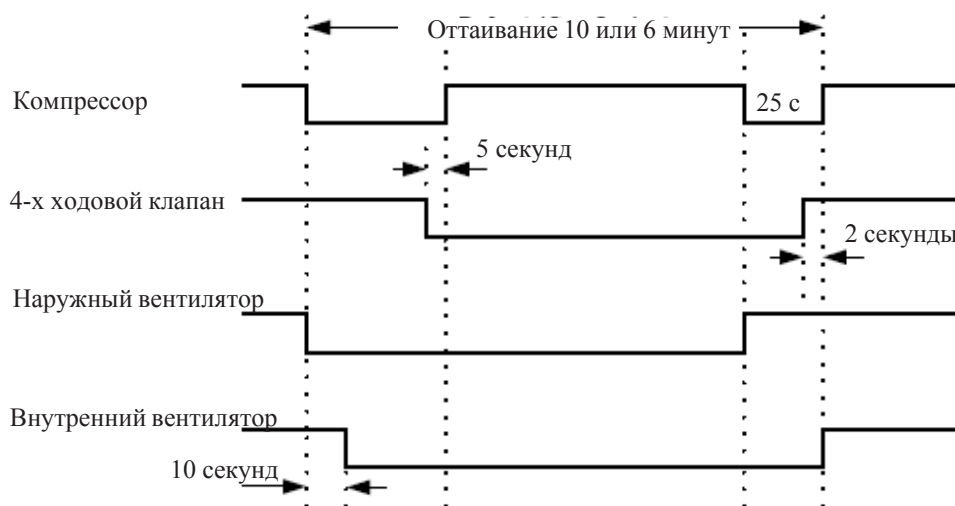 Оттаивание 10 или 6 минут
Компрессор
25 с
5 секунд
4-х ходовой клапан
2 секунды
Наружный вентилятор
Внутренний вентилятор
10 секунд